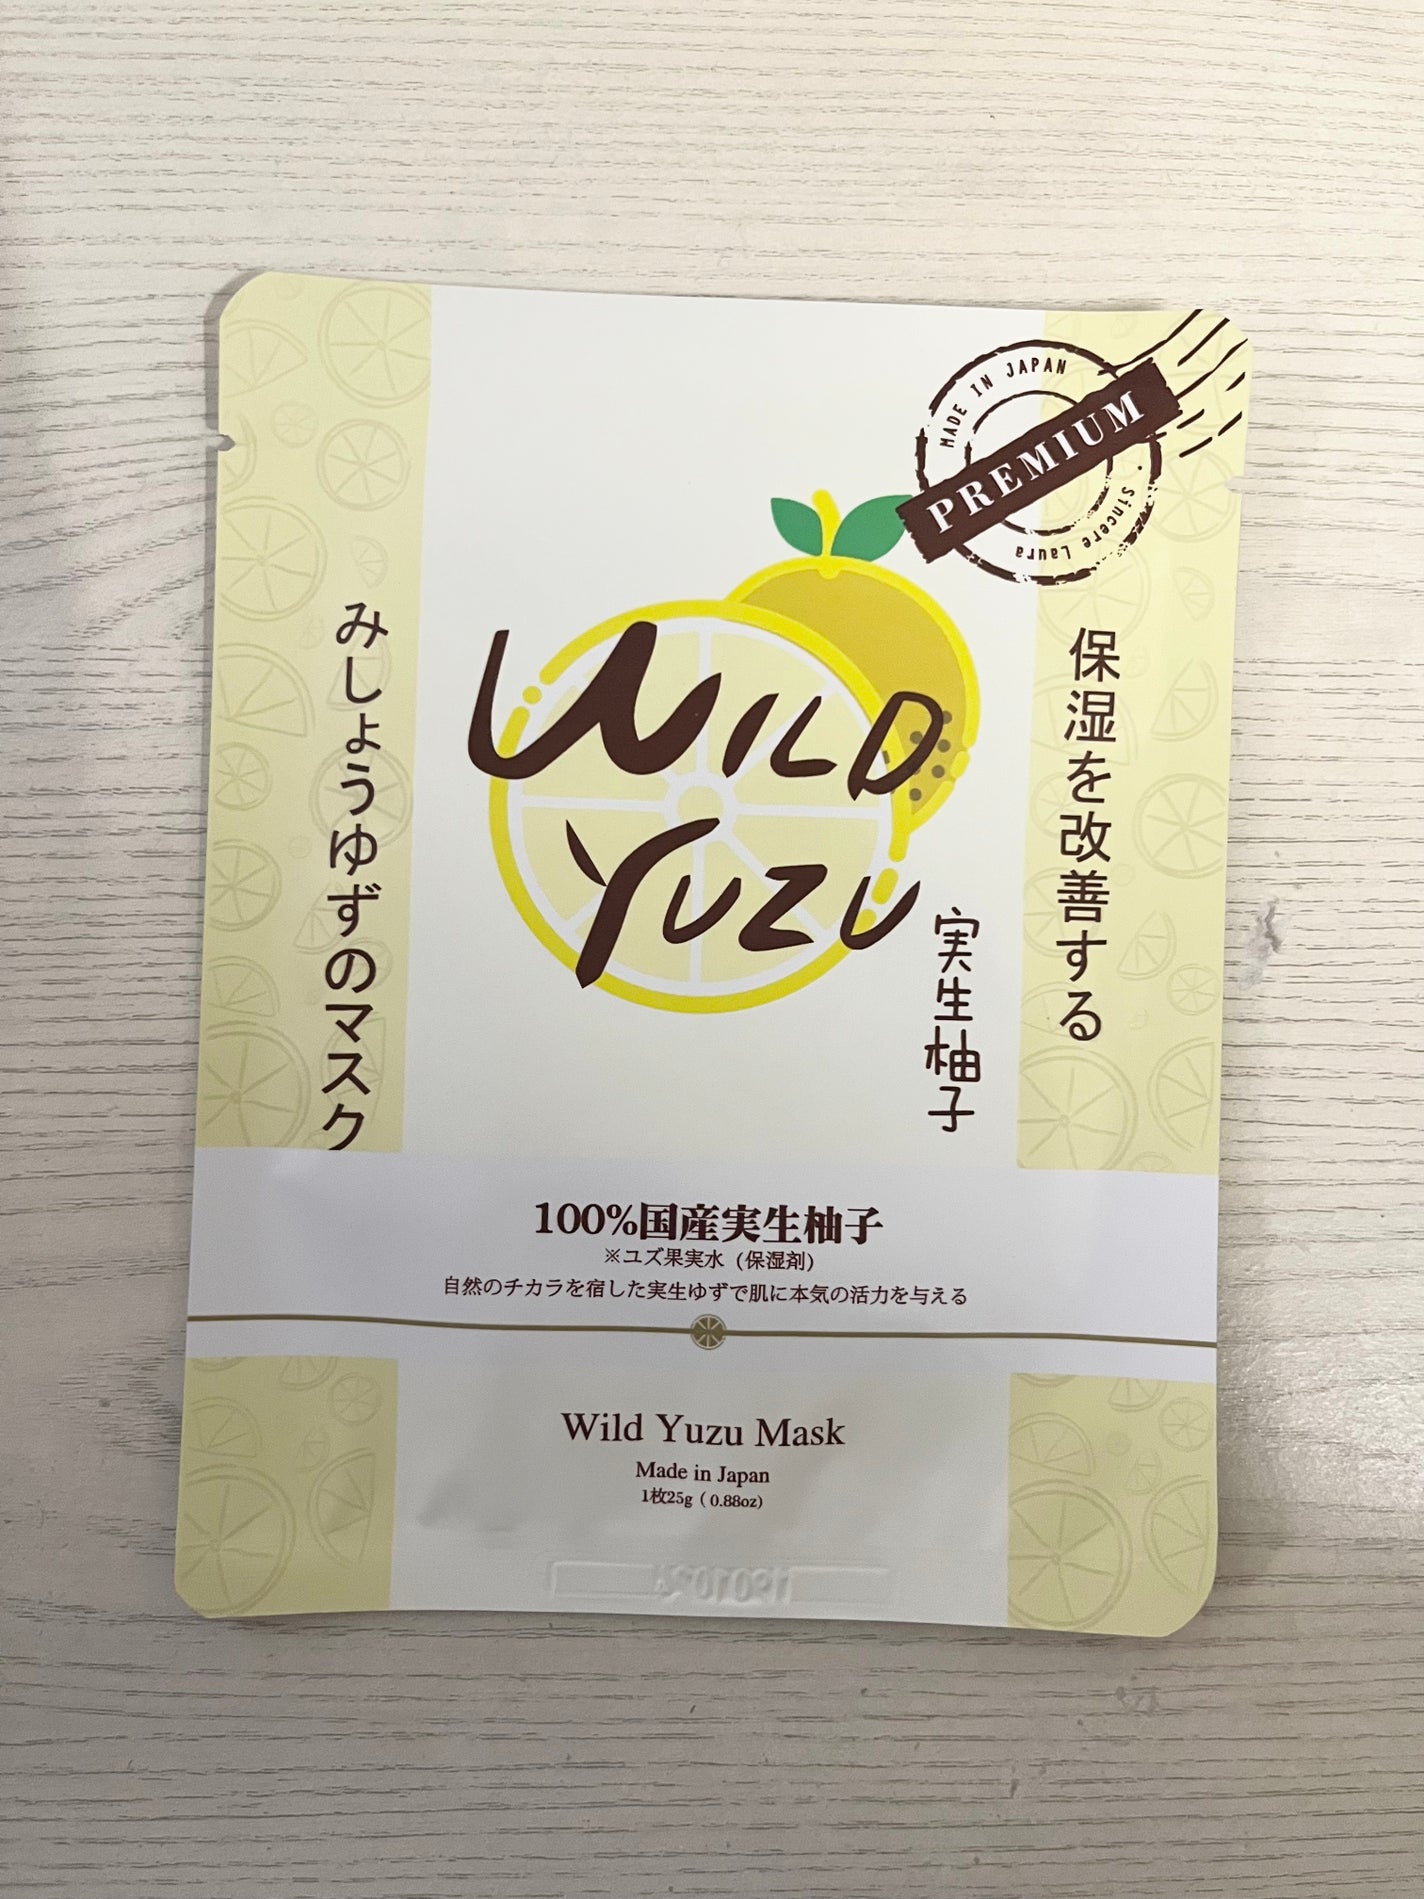 MADE IN JAPAN
PREMIUM
Sincere Laura
保湿を改善する
みしょうゆずのマスク
WILD
YUZU
実生柚子
100%国産実生柚子
※ユズ果実水（保湿剤）
自然のチカラを宿した実生ゆずで肌に本気の活力を与える
Wild Yuzu Mask
Made in Japan
1枚25g（0.88oz）